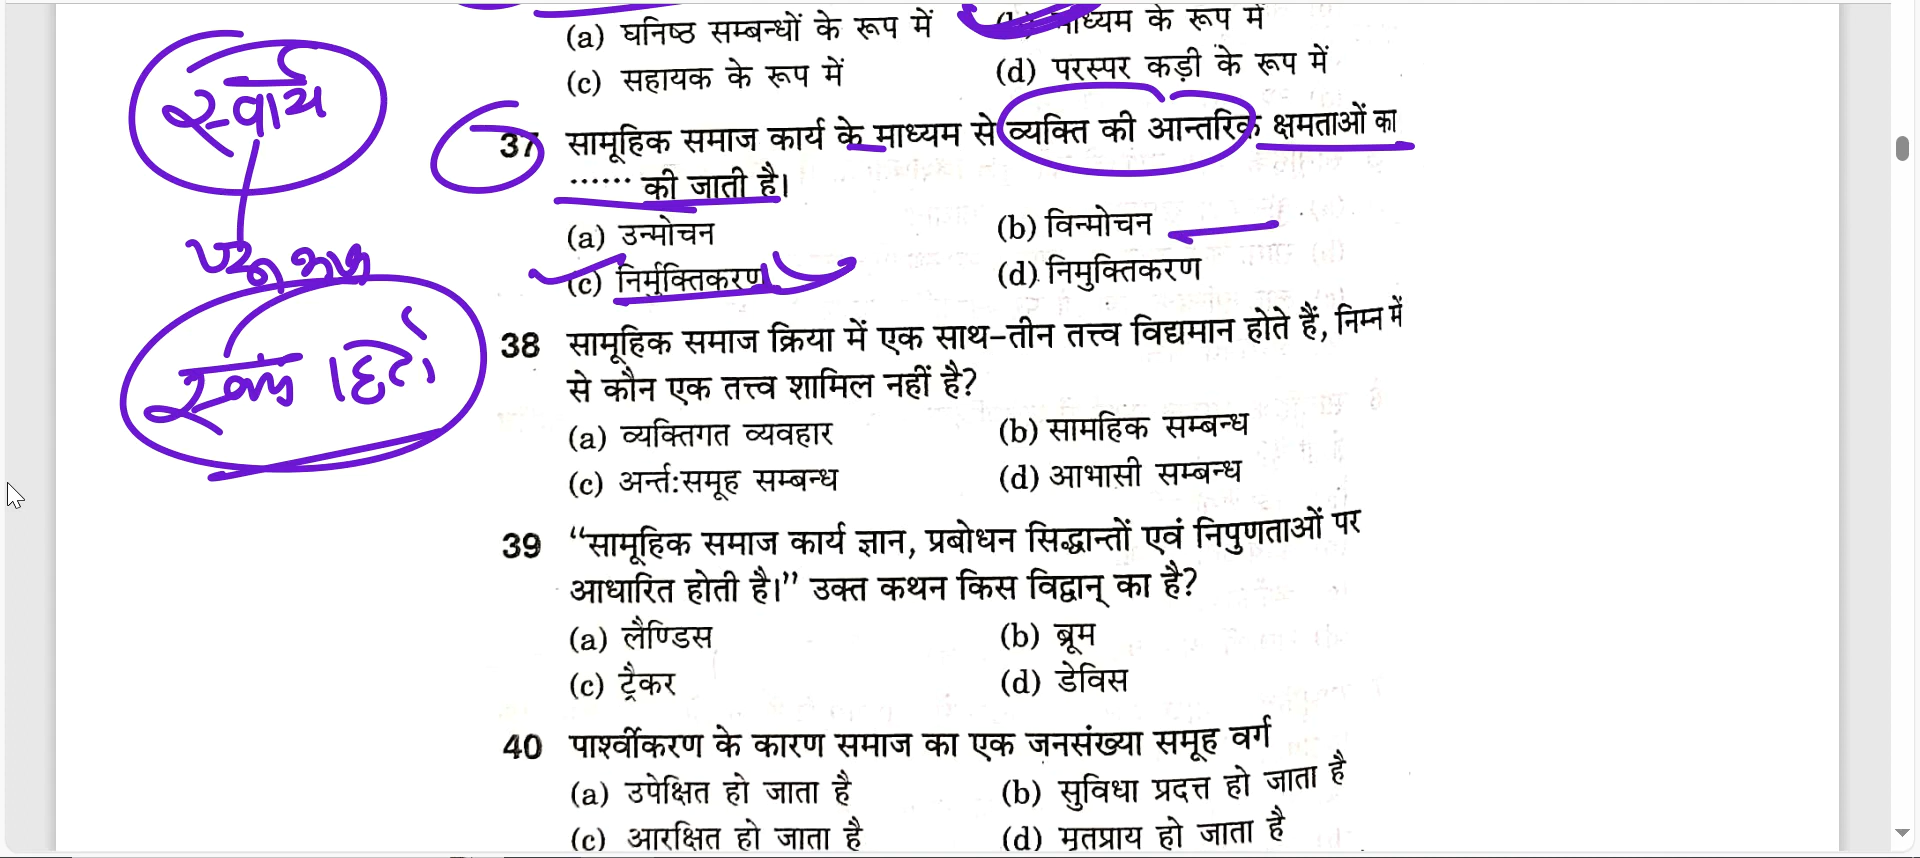 (a) घनिष्ठ सम्बन्धों के रूप में (b) माध्यम के रूप में
(c) सहायक के रूप में (d) परस्पर कड़ी के रूप में
स्वार्थ
37 सामूहिक समाज कार्य के माध्यम से व्यक्ति की आन्तरिक क्षमताओं का
...... की जाती है।
(a) उन्मोचन (b) विन्मोचन
(c) निर्मुक्तिकरण (d) निमुक्तिकरण
38 सामूहिक समाज क्रिया में एक साथ-तीन तत्त्व विद्यमान होते हैं, निम्न में
से कौन एक तत्त्व शामिल नहीं है?
(a) व्यक्तिगत व्यवहार (b) सामहिक सम्बन्ध
(c) अर्न्त:समूह सम्बन्ध (d) आभासी सम्बन्ध
39 “सामूहिक समाज कार्य ज्ञान, प्रबोधन सिद्धान्तों एवं निपुणताओं पर
आधारित होती है।” उक्त कथन किस विद्वान् का है?
(a) लैण्डिस (b) ब्रूम
(c) ट्रैकर (d) डेविस
40 पार्श्वीकरण के कारण समाज का एक जनसंख्या समूह वर्ग
(a) उपेक्षित हो जाता है (b) सुविधा प्रदत्त हो जाता है
(c) आरक्षित हो जाता है (d) मृतप्राय हो जाता है